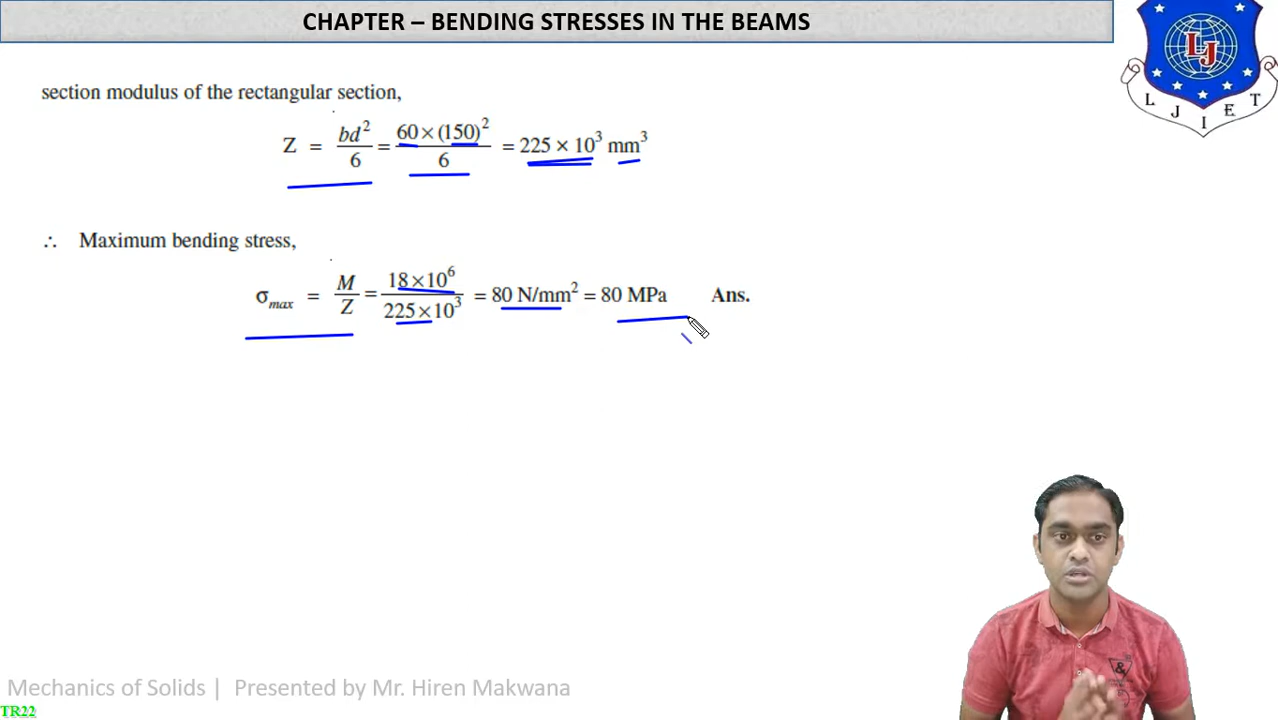 CHAPTER – BENDING STRESSES IN THE BEAMS
LJ
L J I E T
section modulus of the rectangular section,
Z = bd²/6 = 60×(150)²/6 = 225 × 10³ mm³
∴ Maximum bending stress,
σmax = M/Z = 18×10⁶/225×10³ = 80 N/mm² = 80 MPa Ans.
&
Mechanics of Solids | Presented by Mr. Hiren Makwana
TR22